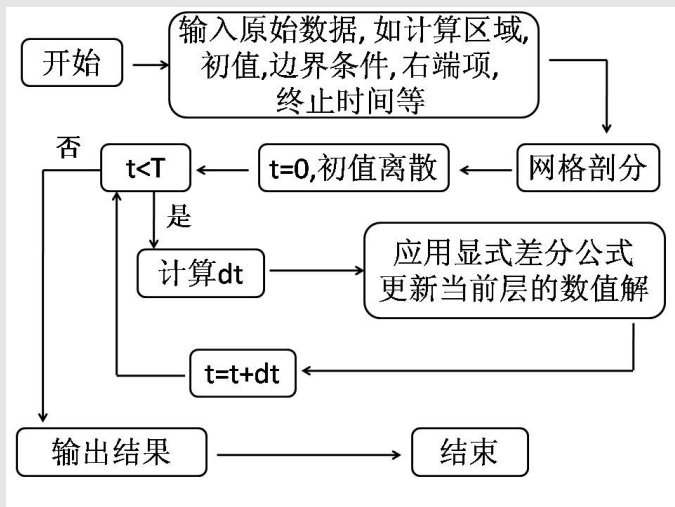 开始
输入原始数据, 如计算区域,
初值,边界条件, 右端项,
终止时间等
网格剖分
t=0,初值离散
t<T
否
是
计算dt
应用显式差分公式
更新当前层的数值解
t=t+dt
输出结果
结束